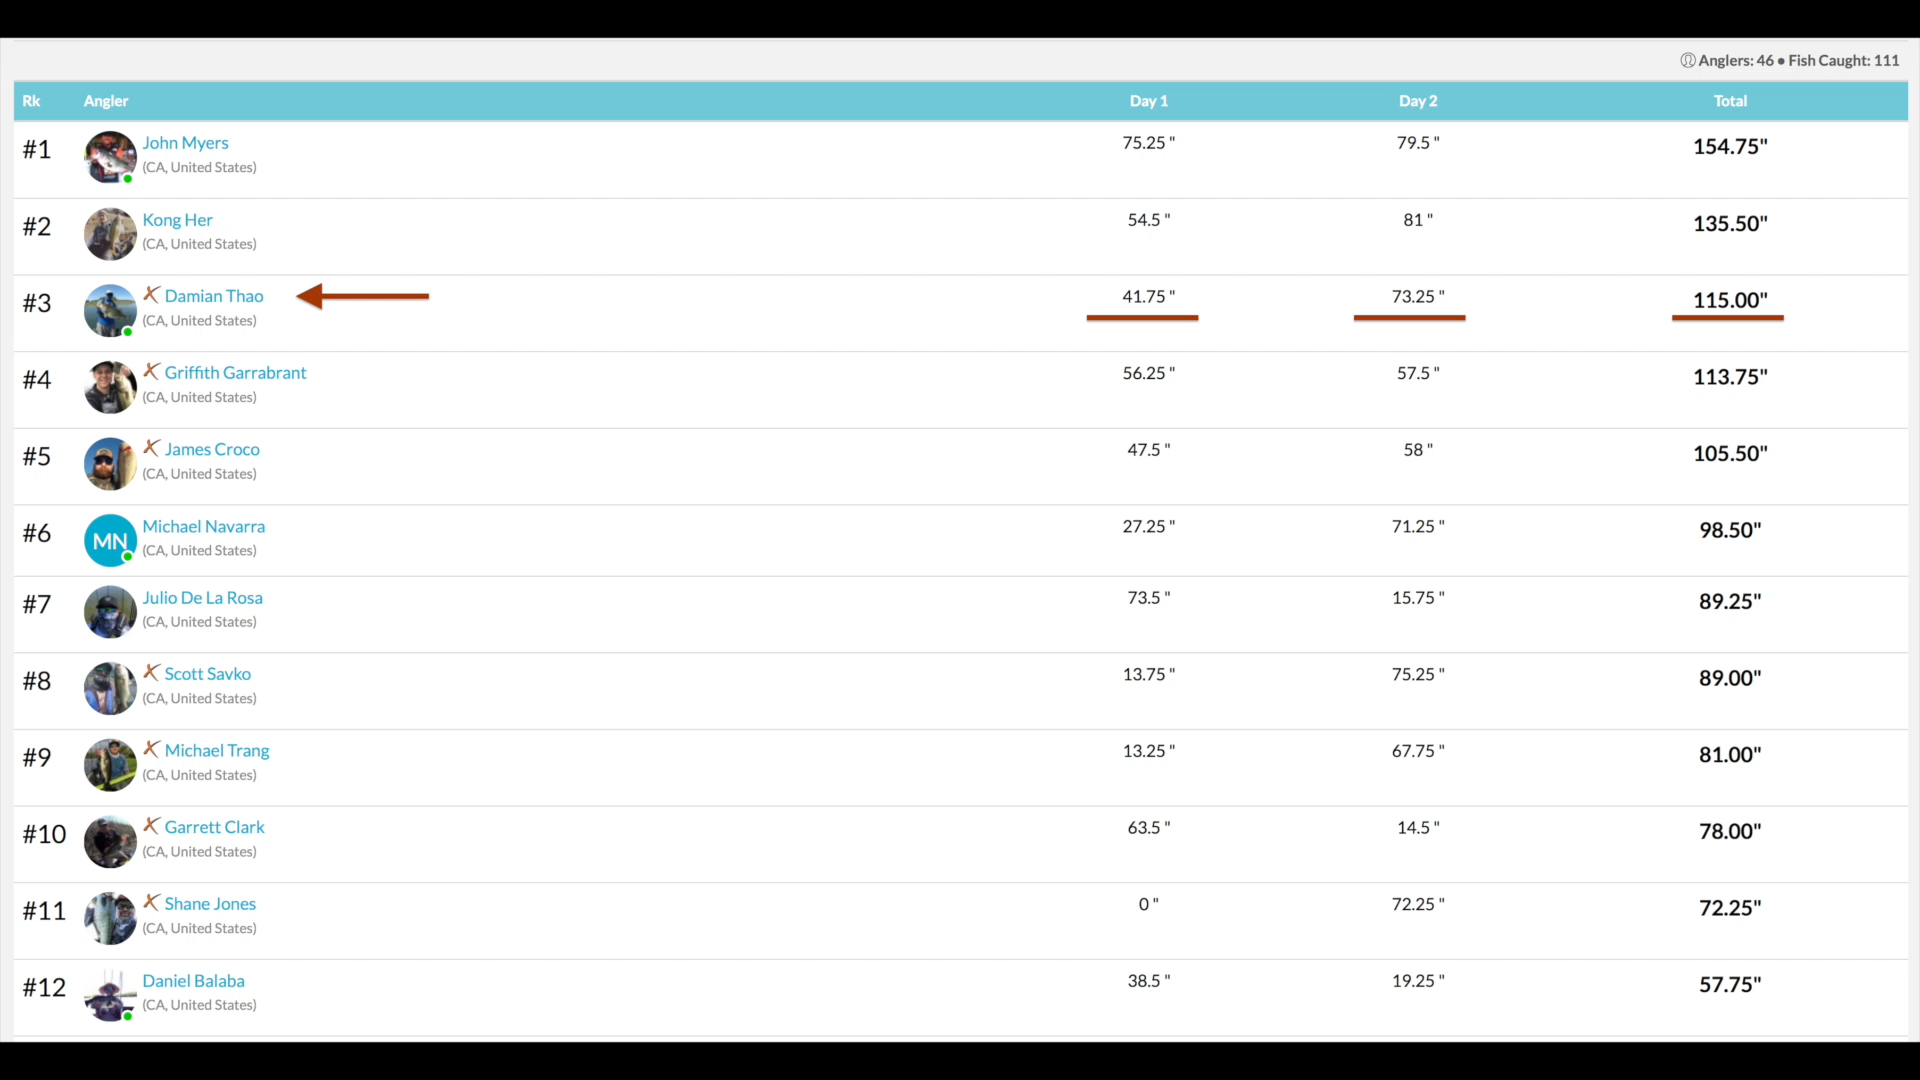 Anglers: 46 • Fish Caught: 111
Rk Angler Day 1 Day 2 Total
#1 John Myers 75.25 " 79.5 " 154.75"
(CA, United States)
#2 Kong Her 54.5 " 81 " 135.50"
(CA, United States)
#3 Damian Thao 41.75 " 73.25 " 115.00"
(CA, United States)
#4 Griffith Garrabrant 56.25 " 57.5 " 113.75"
(CA, United States)
#5 James Croco 47.5 " 58 " 105.50"
(CA, United States)
#6 MN Michael Navarra 27.25 " 71.25 " 98.50"
(CA, United States)
#7 Julio De La Rosa 73.5 " 15.75 " 89.25"
(CA, United States)
#8 Scott Savko 13.75 " 75.25 " 89.00"
(CA, United States)
#9 Michael Trang 13.25 " 67.75 " 81.00"
(CA, United States)
#10 Garrett Clark 63.5 " 14.5 " 78.00"
(CA, United States)
#11 Shane Jones 0 " 72.25 " 72.25"
(CA, United States)
#12 Daniel Balaba 38.5 " 19.25 " 57.75"
(CA, United States)